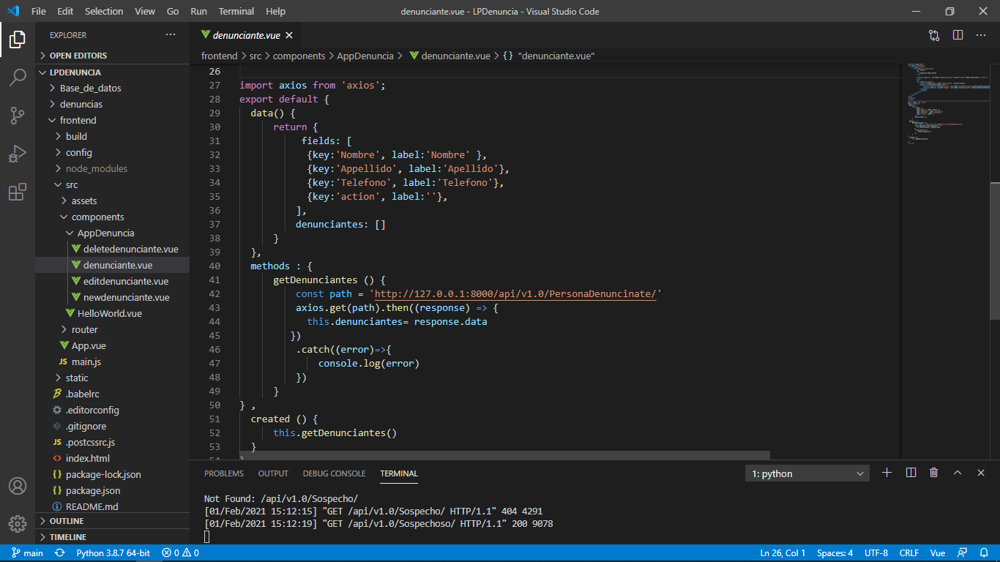 File Edit Selection View Go Run Terminal Help
denunciante.vue - LPDenuncia - Visual Studio Code
EXPLORER
OPEN EDITORS
LPDENUNCIA
Base_de_datos
denuncias
frontend
build
config
node_modules
src
assets
components
AppDenuncia
deletedenunciante.vue
denunciante.vue
editdenunciante.vue
newdenunciante.vue
HelloWorld.vue
router
App.vue
JS main.js
static
.babelrc
.editorconfig
.gitignore
JS .postcssrc.js
index.html
{} package-lock.json
{} package.json
README.md
OUTLINE
TIMELINE
denunciante.vue
frontend > src > components > AppDenuncia > denunciante.vue > {} "denunciante.vue"
26
27 import axios from 'axios';
28 export default {
29 data() {
30 return {
31 fields: [
32 {key:'Nombre', label:'Nombre' },
33 {key:'Appellido', label:'Apellido'},
34 {key:'Telefono', label:'Telefono'},
35 {key:'action', label:''},
36 ],
37 denunciantes: []
38 }
39 },
40 methods : {
41 getDenunciantes () {
42 const path = 'http://127.0.0.1:8000/api/v1.0/PersonaDenuncinate/'
43 axios.get(path).then((response) => {
44 this.denunciantes= response.data
45 })
46 .catch((error)=>{
47 console.log(error)
48 })
49 }
50 } ,
51 created () {
52 this.getDenunciantes()
53 }
PROBLEMS OUTPUT DEBUG CONSOLE TERMINAL
1: python
Not Found: /api/v1.0/Sospecho/
[01/Feb/2021 15:12:15] "GET /api/v1.0/Sospecho/ HTTP/1.1" 404 4291
[01/Feb/2021 15:12:19] "GET /api/v1.0/Sospechoso/ HTTP/1.1" 200 9078
main Python 3.8.7 64-bit 0 0 Ln 26, Col 1 Spaces: 4 UTF-8 CRLF Vue